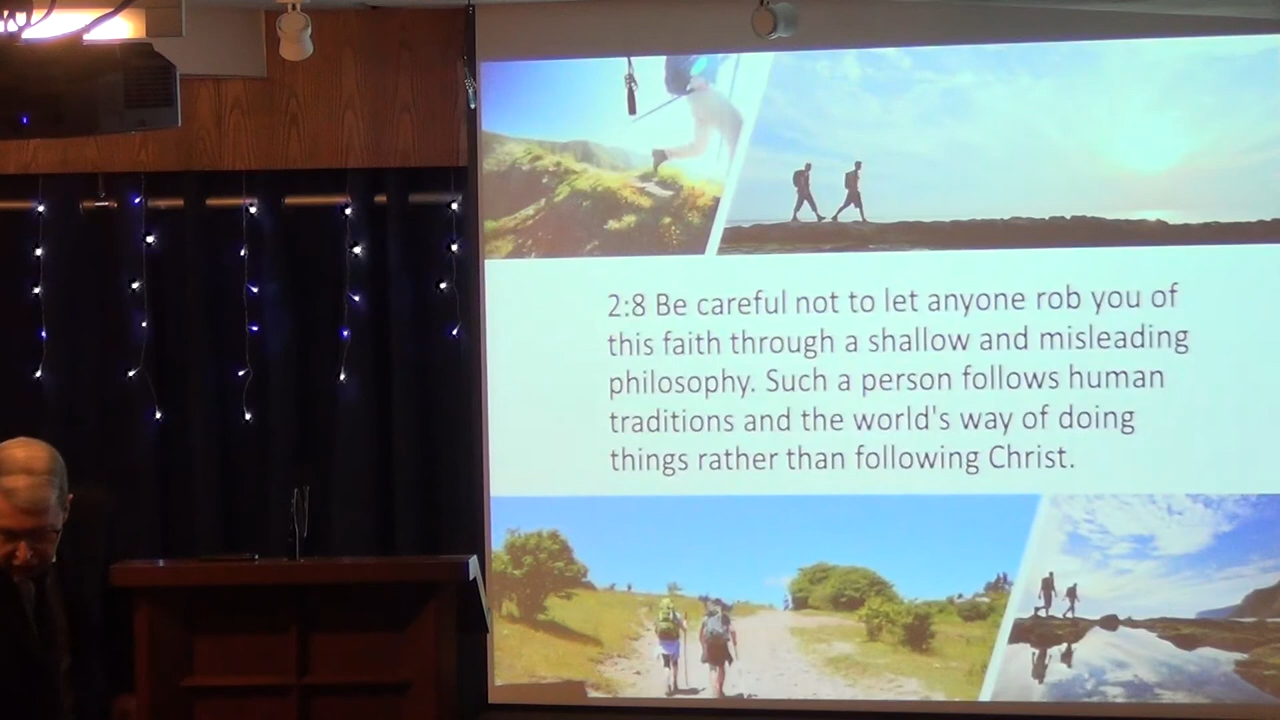 2:8 Be careful not to let anyone rob you of
this faith through a shallow and misleading
philosophy. Such a person follows human
traditions and the world's way of doing
things rather than following Christ.